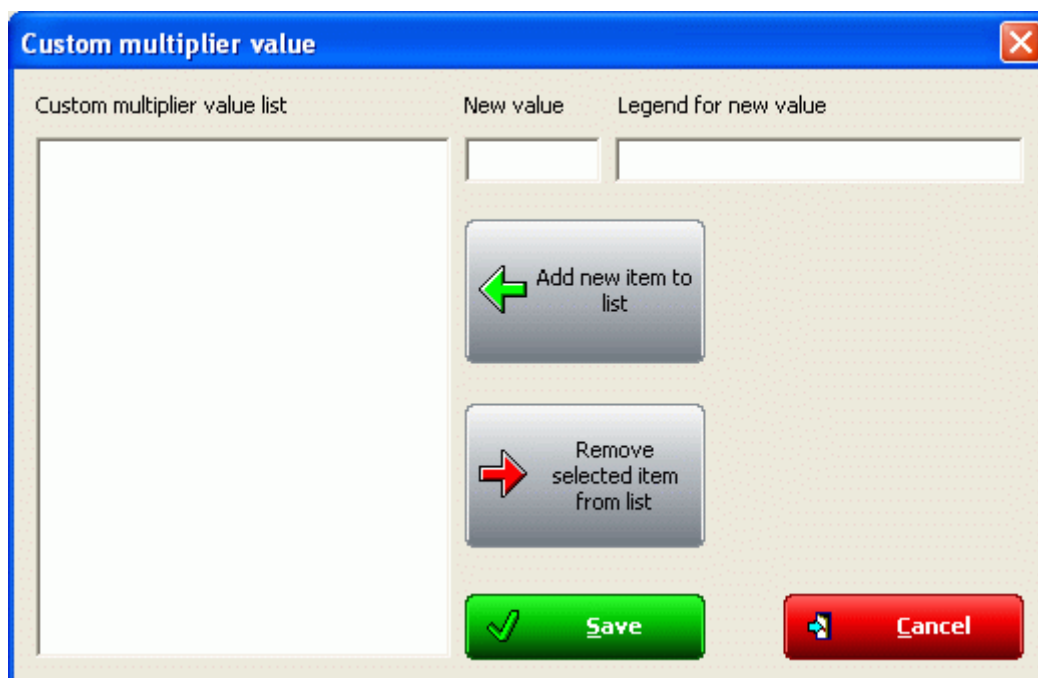 Custom multiplier value
Custom multiplier value list
New value
Legend for new value
Add new item to
list
Remove
selected item
from list
Save
Cancel